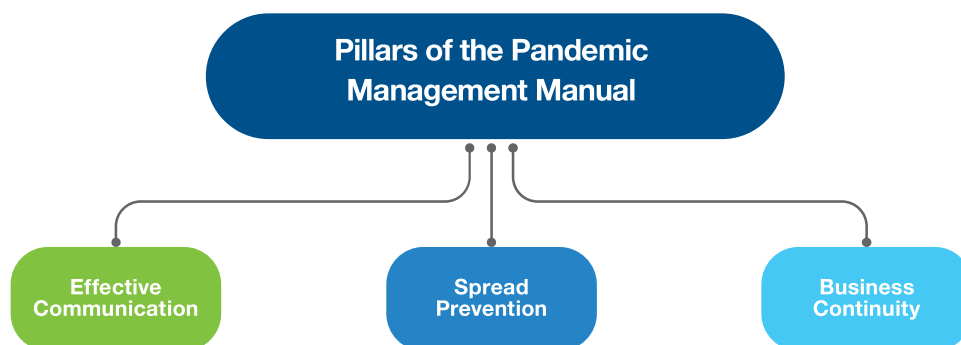 Pillars of the Pandemic
Management Manual
Effective
Communication
Spread
Prevention
Business
Continuity